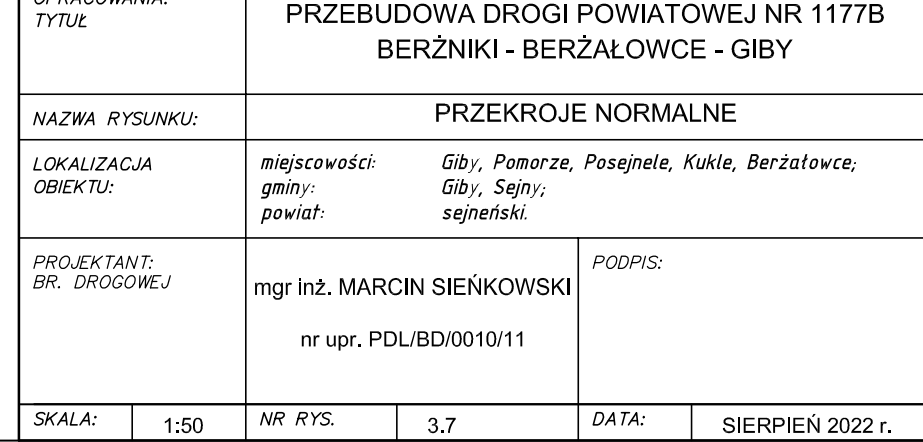 TYTUŁ
PRZEBUDOWA DROGI POWIATOWEJ NR 1177B
BERŻNIKI - BERŻAŁOWCE - GIBY
NAZWA RYSUNKU:
PRZEKROJE NORMALNE
LOKALIZACJA
OBIEKTU:
miejscowości: Giby, Pomorze, Posejnele, Kukle, Berżałowce;
gminy: Giby, Sejny;
powiat: sejneński.
PROJEKTANT:
BR. DROGOWEJ
mgr inż. MARCIN SIEŃKOWSKI
nr upr. PDL/BD/0010/11
PODPIS:
SKALA: 1:50 NR RYS. 3.7 DATA: SIERPIEŃ 2022 r.